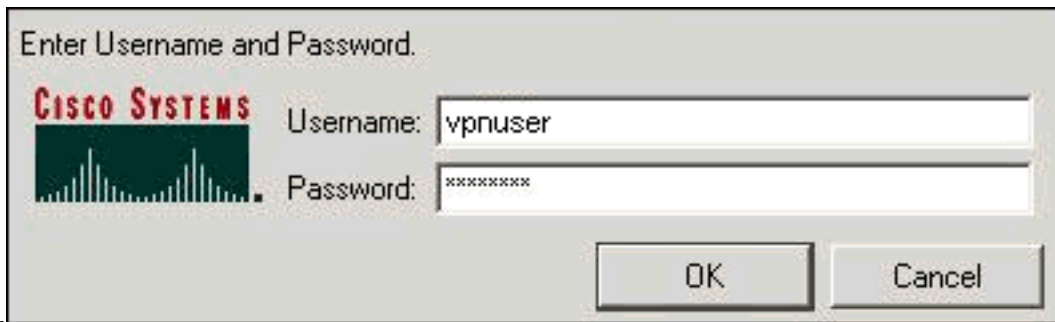 Enter Username and Password.
CISCO SYSTEMS
Username: vpnuser
Password: ********
OK Cancel